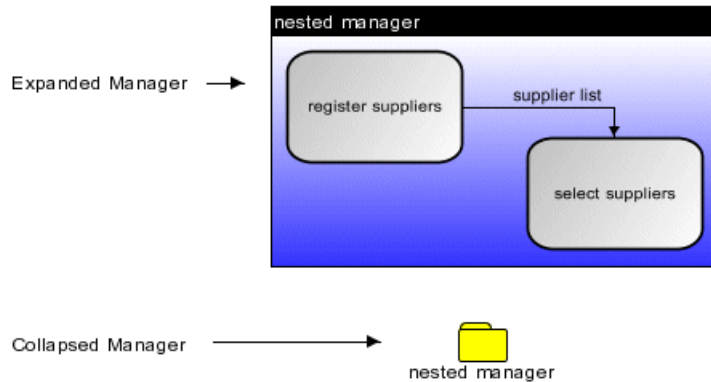 nested manager
Expanded Manager
register suppliers
supplier list
select suppliers
Collapsed Manager
nested manager